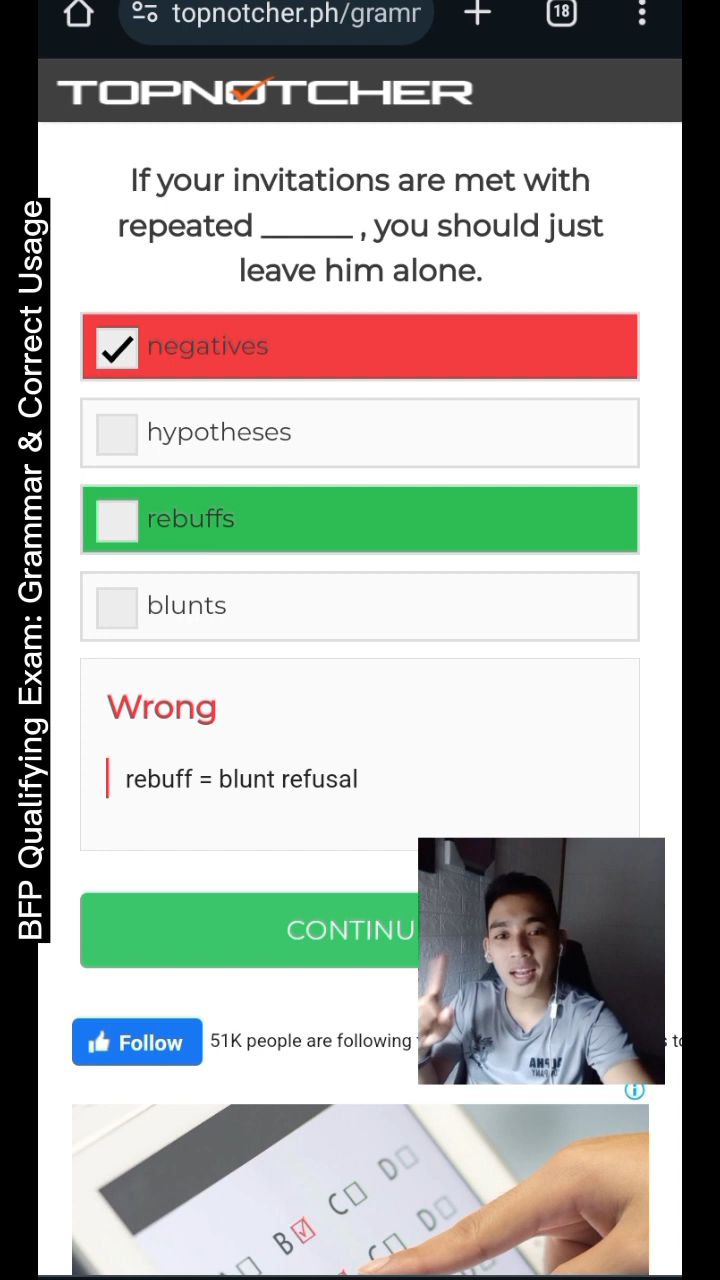 topnotcher.ph/gramr
18
TOPNOTCHER
If your invitations are met with
repeated ______ , you should just
leave him alone.
negatives
hypotheses
rebuffs
blunts
Wrong
rebuff = blunt refusal
CONTINU
Follow
51K people are following
BFP Qualifying Exam: Grammar & Correct Usage
B C D
C D